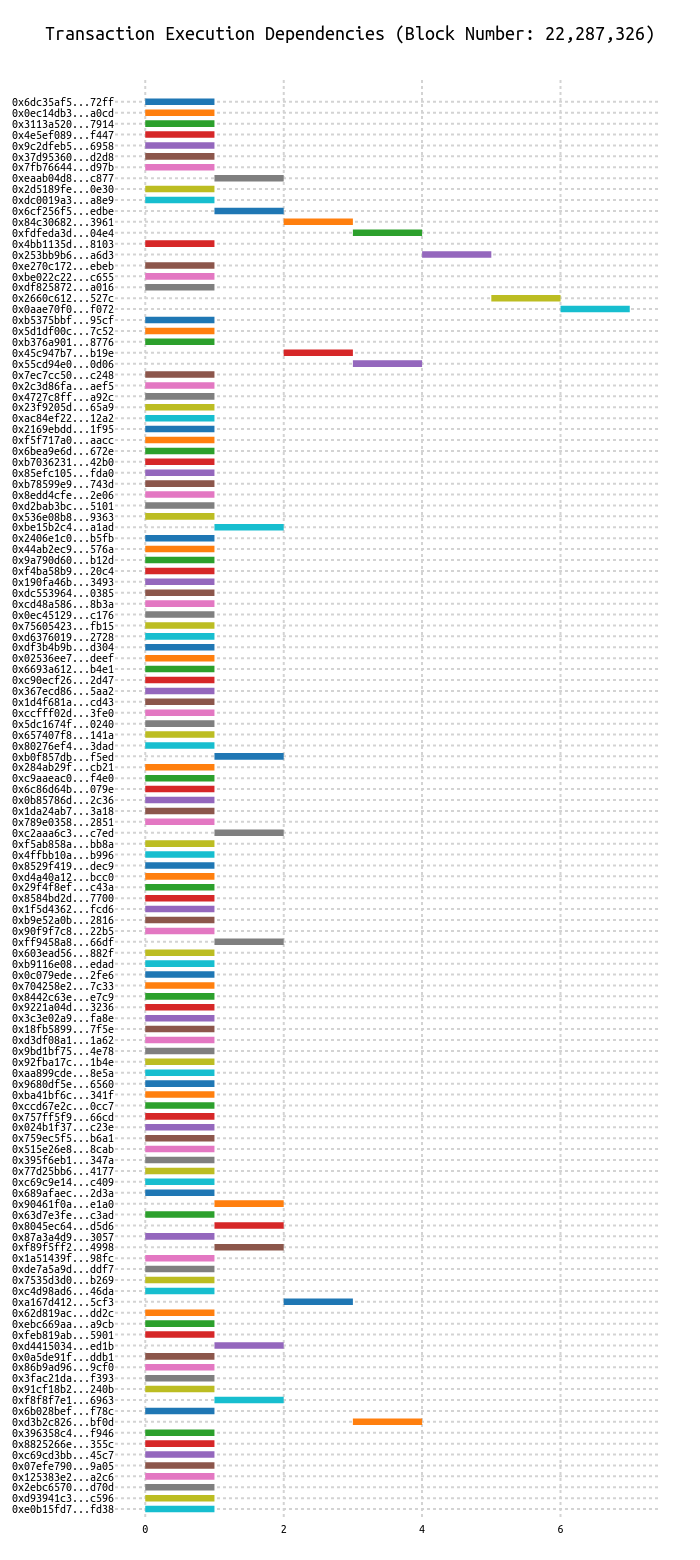 Transaction Execution Dependencies (Block Number: 22,287,326)
0x6dc35af5...72ff
0x0ec14db3...a0cd
0x3113a520...7914
0x4e5ef089...f447
0x9c2dfeb5...6958
0x37d95360...d2d8
0x7fb76644...d97b
0xeaab04d8...c877
0x2d5189fe...0e30
0xdc0019a3...a8e9
0x6cf256f5...edbe
0x84c30682...3961
0xfdfeda3d...04e4
0x4bb1135d...8103
0x253bb9b6...a6d3
0xe270c172...ebeb
0xbe022c22...c655
0xdf825872...a016
0x2660c612...527c
0x0aae70f0...f072
0xb5375bbf...95cf
0x5d1df00c...7c52
0xb376a901...8776
0x45c947b7...b19e
0x55cd94e0...0d06
0x7ec7cc50...c248
0x2c3d86fa...aef5
0x4727c8ff...a92c
0x23f9205d...65a9
0xac84ef22...12a2
0x2169ebdd...1f95
0xf5f717a0...aacc
0x6bea9e6d...672e
0xb7036231...42b0
0x85efc105...fda0
0xb78599e9...743d
0x8edd4cfe...2e06
0xd2bab3bc...5101
0x536e08b8...9363
0xbe15b2c4...a1ad
0x2406e1c0...b5fb
0x44ab2ec9...576a
0x9a790d60...b12d
0xf4ba58b9...20c4
0x190fa46b...3493
0xdc553964...0385
0xcd48a586...8b3a
0x0ec45129...c176
0x75605423...fb15
0xd6376019...2728
0xdf3b4b9b...d304
0x02536ee7...deef
0x6693a612...b4e1
0xc90ecf26...2d47
0x367ecd86...5aa2
0x1d4f681a...cd43
0xccfff02d...3fe0
0x5dc1674f...0240
0x657407f8...141a
0x80276ef4...3dad
0xb0f857db...f5ed
0x284ab29f...cb21
0xc9aaeac0...f4e0
0x6c86d64b...079e
0x0b85786d...2c36
0x1da24ab7...3a18
0x789e0358...2851
0xc2aaa6c3...c7ed
0xf5ab858a...bb8a
0x4ffbb10a...b996
0x8529f419...dec9
0xd4a40a12...bcc0
0x29f4f8ef...c43a
0x8584bd2d...7700
0x1f5d4362...fcd6
0xb9e52a0b...2816
0x90f9f7c8...22b5
0xff9458a8...66df
0x603ead56...882f
0xb9116e08...edad
0x0c079ede...2fe6
0x704258e2...7c33
0x8442c63e...e7c9
0x9221a04d...3236
0x3c3e02a9...fa8e
0x18fb5899...7f5e
0xd3df08a1...1a62
0x9bd1bf75...4e78
0x92fba17c...1b4e
0xaa899cde...8e5a
0x9680df5e...6560
0xba41bf6c...341f
0xccd67e2c...0cc7
0x757ff5f9...66cd
0x024b1f37...c23e
0x759ec5f5...b6a1
0x515e26e8...8cab
0x395f6eb1...347a
0x77d25bb6...4177
0xc69c9e14...c409
0x689afaec...2d3a
0x90461f0a...e1a0
0x63d7e3fe...c3ad
0x8045ec64...d5d6
0x87a3a4d9...3057
0xf89f5ff2...4998
0x1a51439f...98fc
0xde7a5a9d...ddf7
0x7535d3d0...b269
0xc4d98ad6...46da
0xa167d412...5cf3
0x62d819ac...dd2c
0xebc669aa...a9cb
0xfeb819ab...5901
0xd4415034...ed1b
0x0a5de91f...ddb1
0x86b9ad96...9cf0
0x3fac21da...f393
0x91cf18b2...240b
0xf8f8f7e1...6963
0x6b028bef...f78c
0xd3b2c826...bf0d
0x396358c4...f946
0x8825266e...355c
0xc69cd3bb...45c7
0x07efe790...9a05
0x125383e2...a2c6
0x2ebc6570...d70d
0xd93941c3...c596
0xe0b15fd7...fd38
0 2 4 6